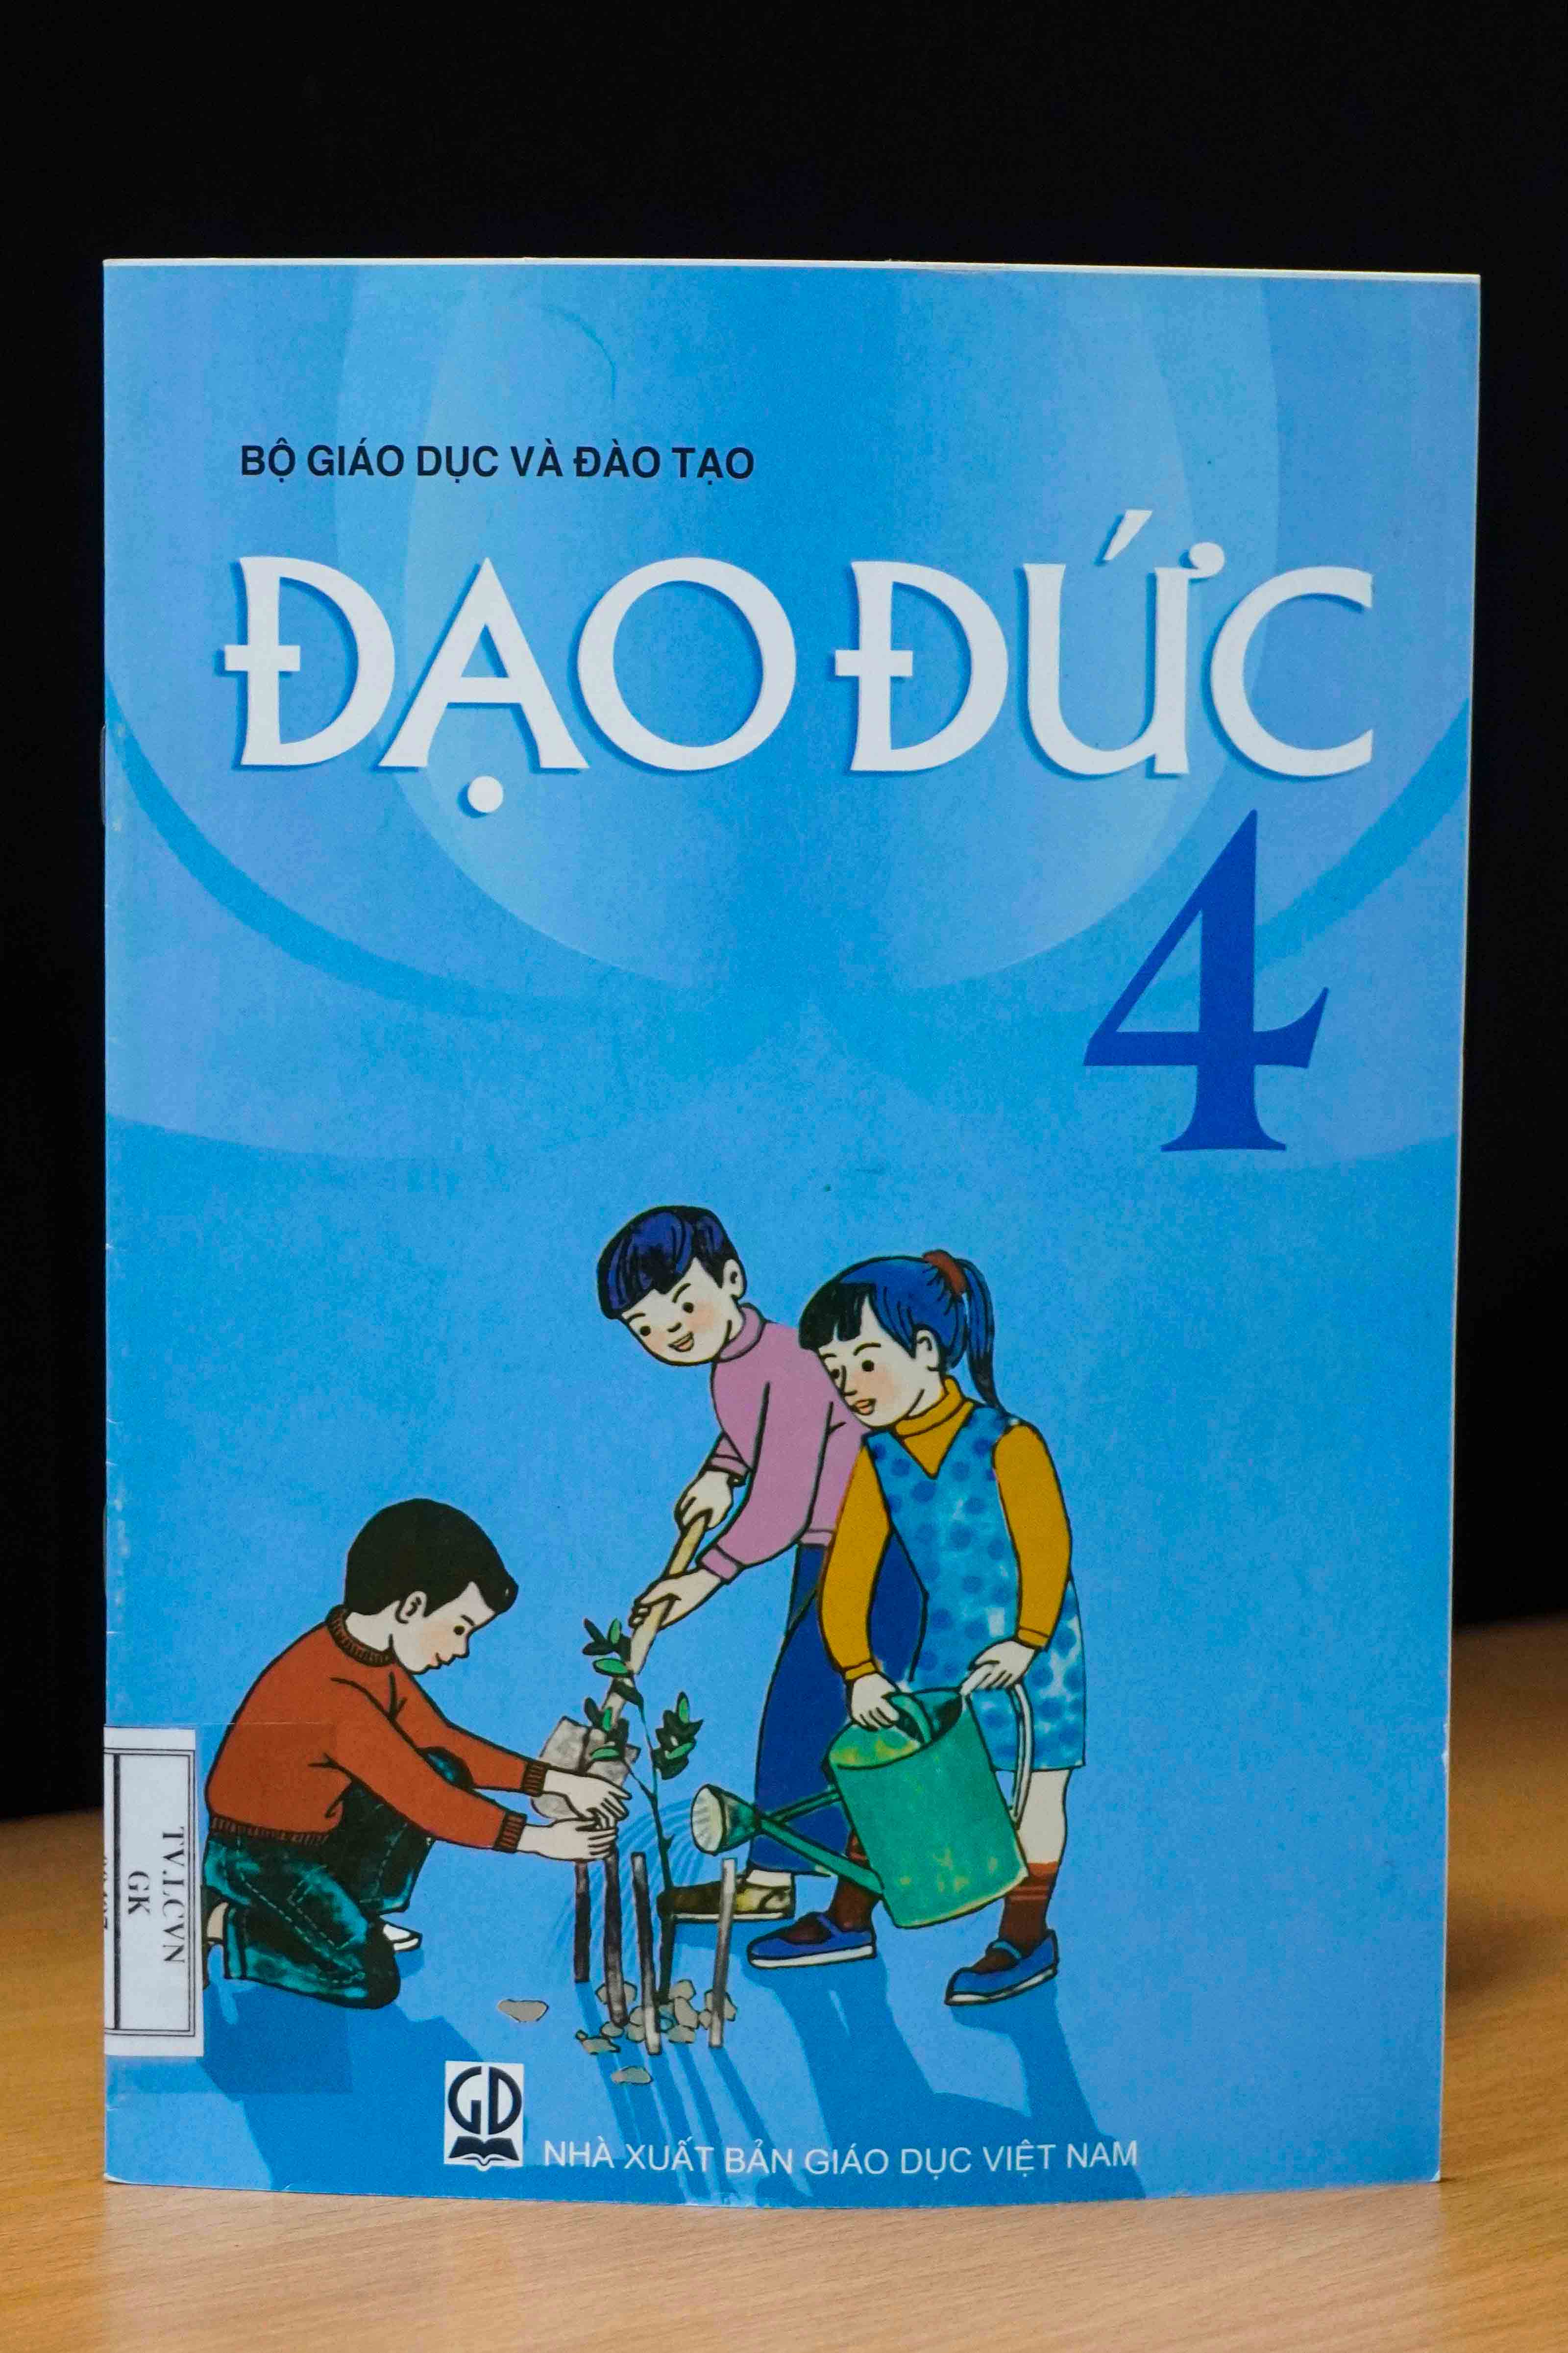 BỘ GIÁO DỤC VÀ ĐÀO TẠO
ĐẠO ĐỨC
4
TV.LCVN
GK
GD
NHÀ XUẤT BẢN GIÁO DỤC VIỆT NAM